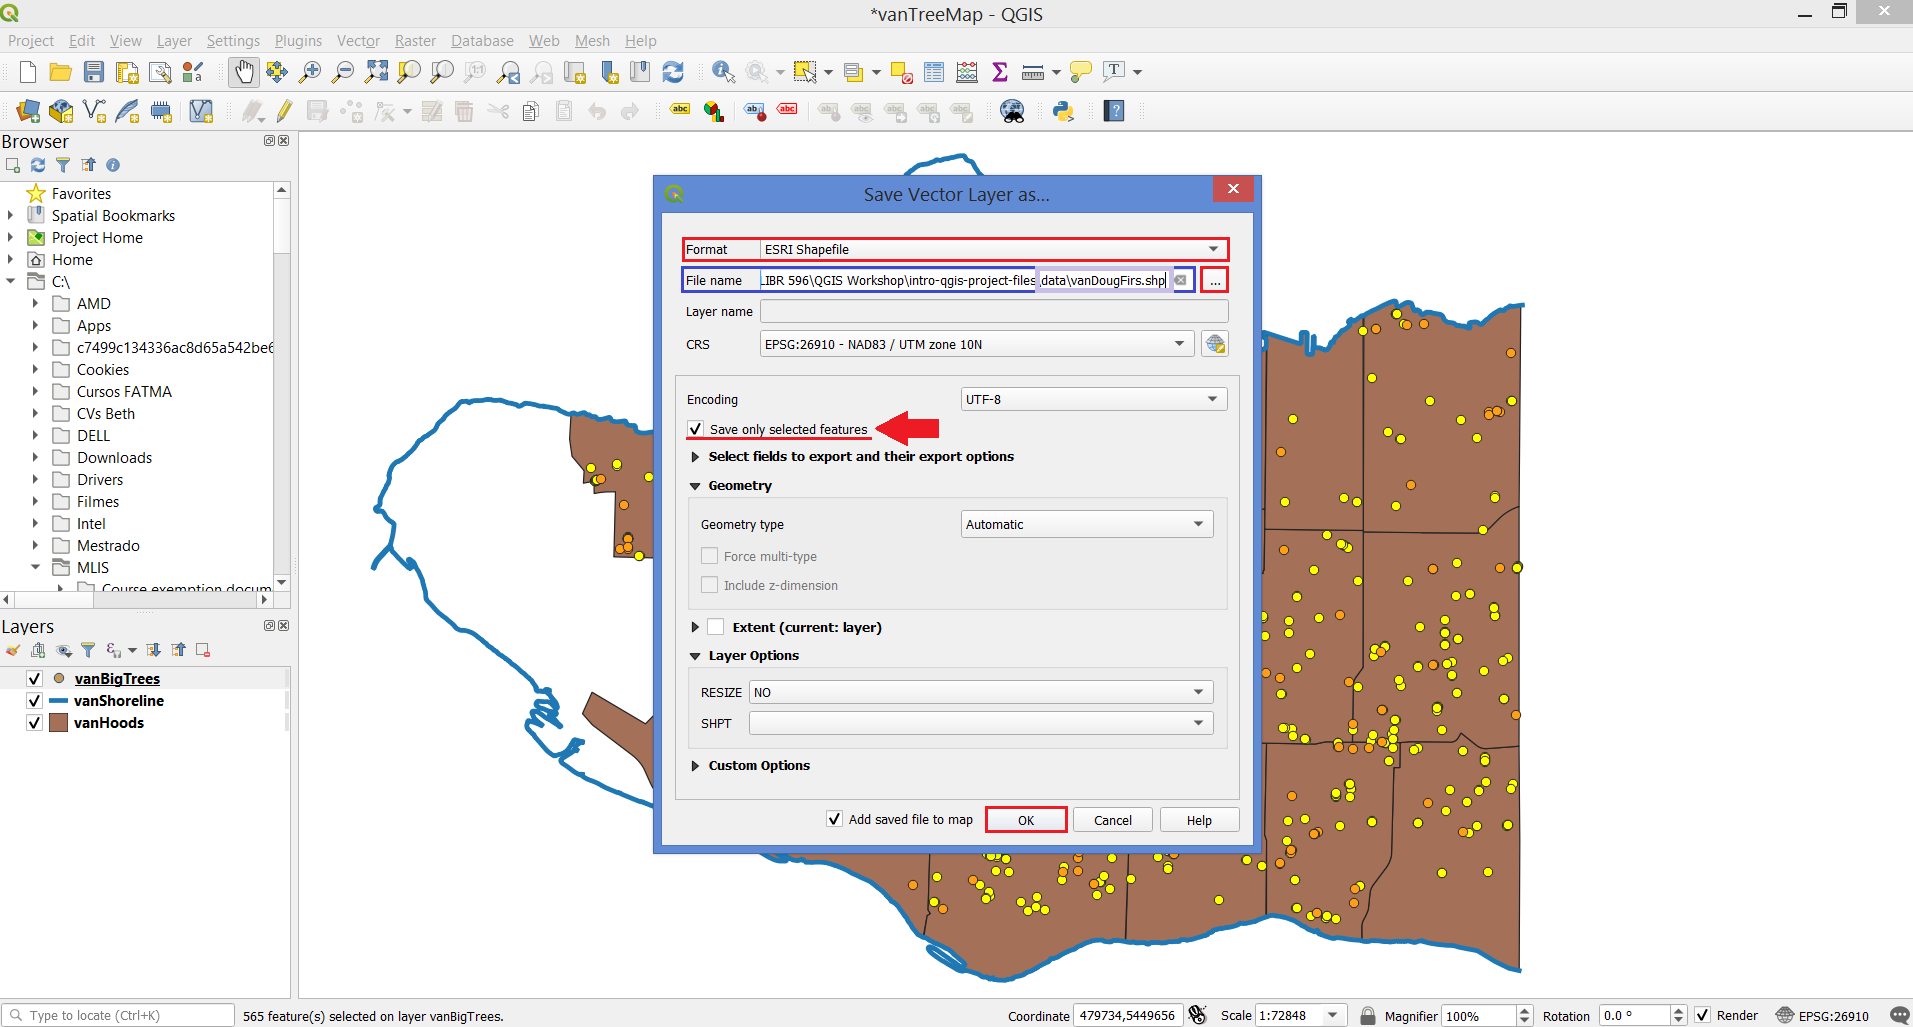 *vanTreeMap - QGIS
Project Edit View Layer Settings Plugins Vector Raster Database Web Mesh Help
Browser
Favorites
Spatial Bookmarks
Project Home
Home
C:\
AMD
Apps
c7499c134336ac8d65a542be6
Cookies
Cursos FATMA
CVs Beth
DELL
Downloads
Drivers
Filmes
Intel
Mestrado
MLIS
Course exemption docum
Layers
vanBigTrees
vanShoreline
vanHoods
Save Vector Layer as...
Format ESRI Shapefile
File name LIBR 596\QGIS Workshop\intro-qgis-project-files\data\vanDougFirs.shp ...
Layer name
CRS EPSG:26910 - NAD83 / UTM zone 10N
Encoding UTF-8
Save only selected features
Select fields to export and their export options
Geometry
Geometry type Automatic
Force multi-type
Include z-dimension
Extent (current: layer)
Layer Options
RESIZE NO
SHPT
Custom Options
Add saved file to map OK Cancel Help
Type to locate (Ctrl+K) 565 feature(s) selected on layer vanBigTrees. Coordinate 479734,5449656 Scale 1:72848 Magnifier 100% Rotation 0.0 ° Render EPSG:26910